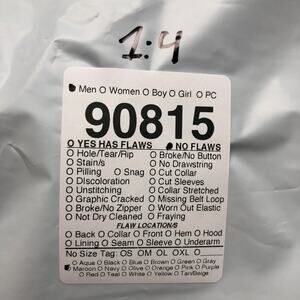 1:4
Men O Women O Boy O Girl O PC
90815
O YES HAS FLAWS NO FLAWS
O Hole/Tear/Rip O Broke/No Button
O Stain/s O No Drawstring
O Pilling O Snag O Cut Collar
O DIscoloration O Cut Sleeves
O Unstitching O Collar Stretched
O Graphic Cracked O Missing Belt Loop
O Broke/No Zipper O Worn Out Elastic
O Not Dry Cleaned O Fraying
FLAW LOCATION/S
O Back O Collar O Front O Hem O Hood
O Lining O Seam O Sleeve O Underarm
No Size Tag: OS OM OL OXL O
O Aqua O Black O Blue O Brown O Green O Gray
Maroon O Navy O Olive O Orange O Pink O Purple
O Red O Teal O White O Yellow O Tan/Beige